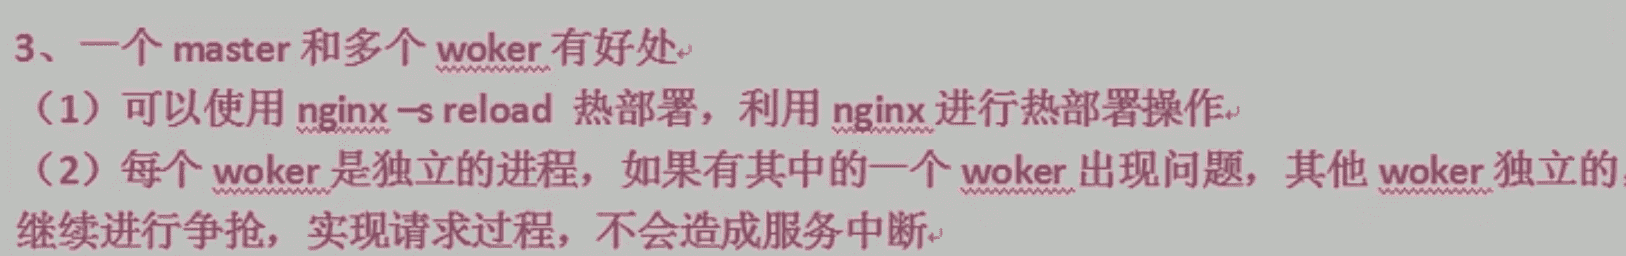 3、一个 master 和多个 woker 有好处
（1）可以使用 nginx –s reload 热部署，利用 nginx 进行热部署操作
（2）每个 woker 是独立的进程，如果有其中的一个 woker 出现问题，其他 woker 独立的，
继续进行争抢，实现请求过程，不会造成服务中断